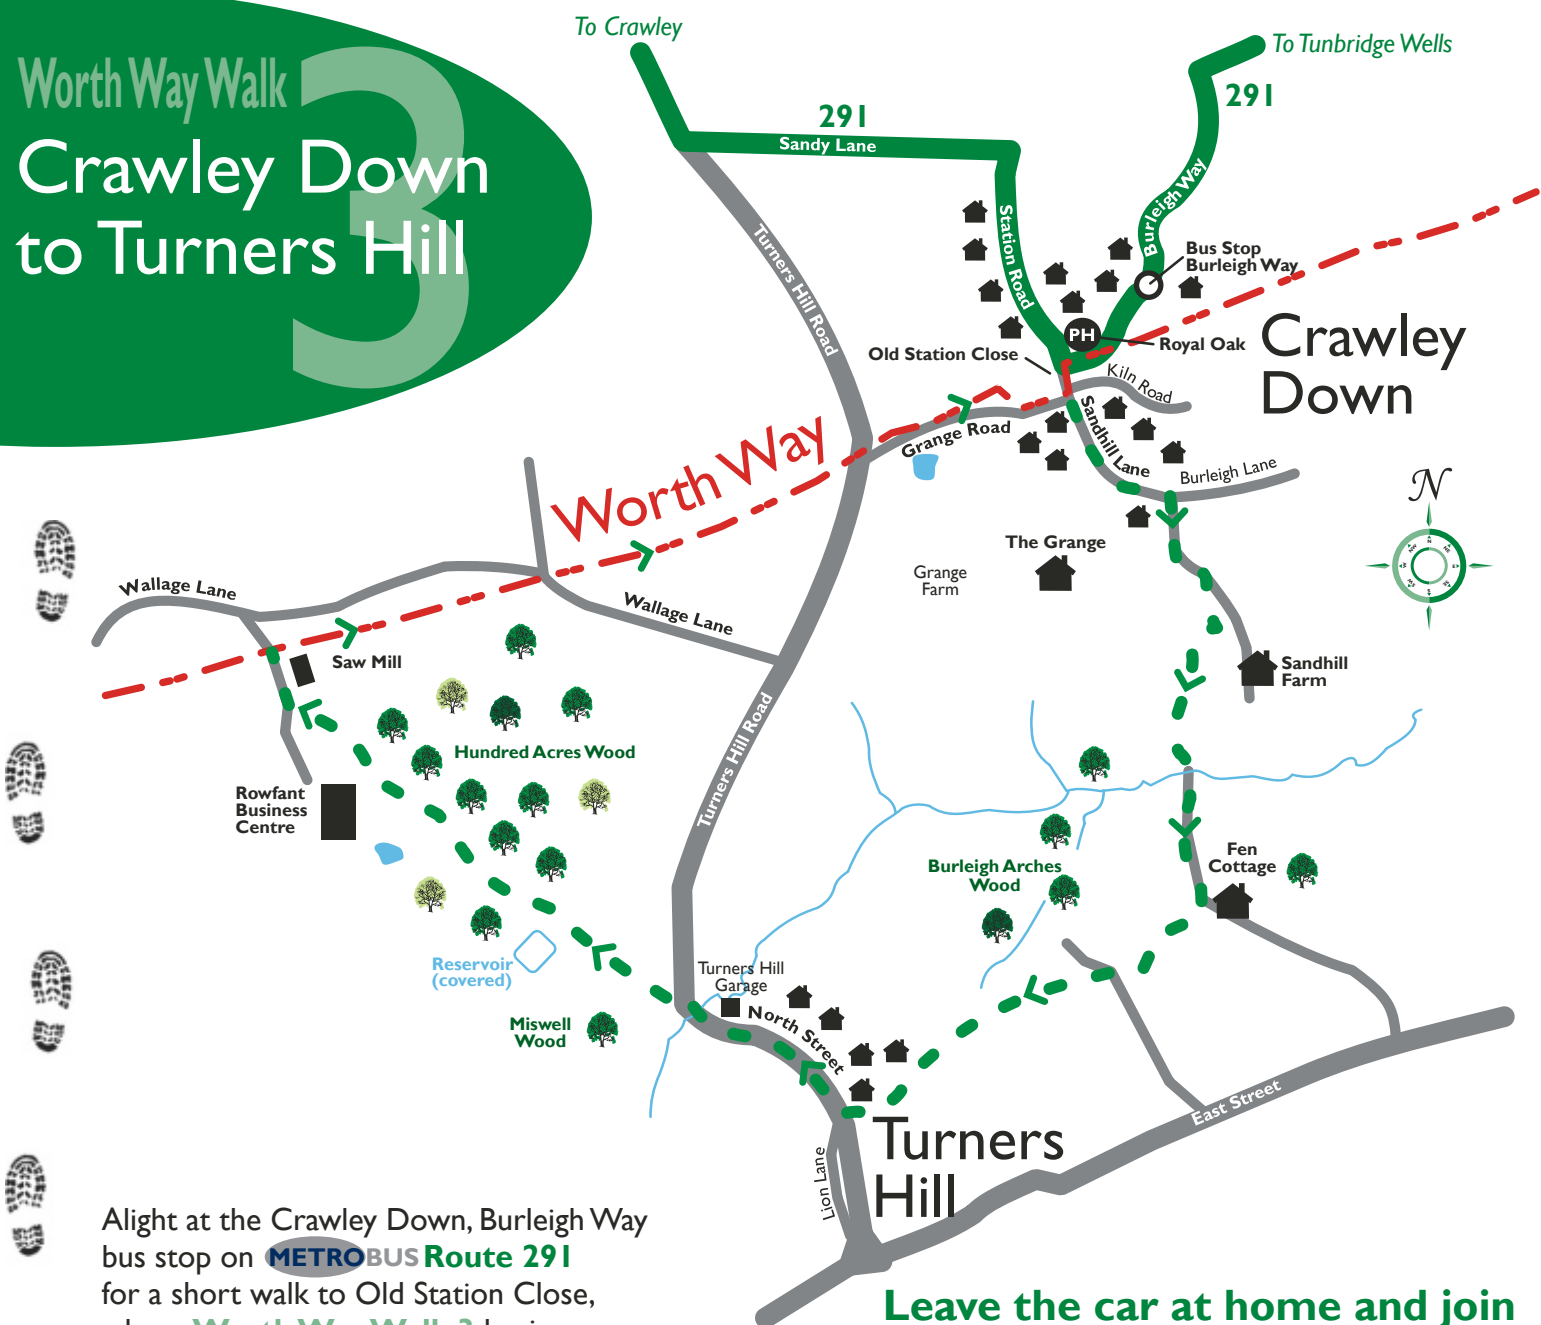 To Crawley
To Tunbridge Wells
Worth Way Walk
3
Crawley Down
to Turners Hill
291
Sandy Lane
291
Burleigh Way
Station Road
Turners Hill Road
Bus Stop
Burleigh Way
PH
Royal Oak
Old Station Close
Crawley
Down
Kiln Road
Grange Road
Sandhill Lane
Burleigh Lane
Worth Way
N
The Grange
Grange
Farm
Wallage Lane
Wallage Lane
Saw Mill
Sandhill
Farm
Hundred Acres Wood
Turners Hill Road
Rowfant
Business
Centre
Fen
Cottage
Burleigh Arches
Wood
Reservoir
(covered)
Turners Hill
Garage
North Street
Miswell
Wood
East Street
Turners
Hill
Lion Lane
Alight at the Crawley Down, Burleigh Way
bus stop on METROBUS Route 291
for a short walk to Old Station Close,
Leave the car at home and join